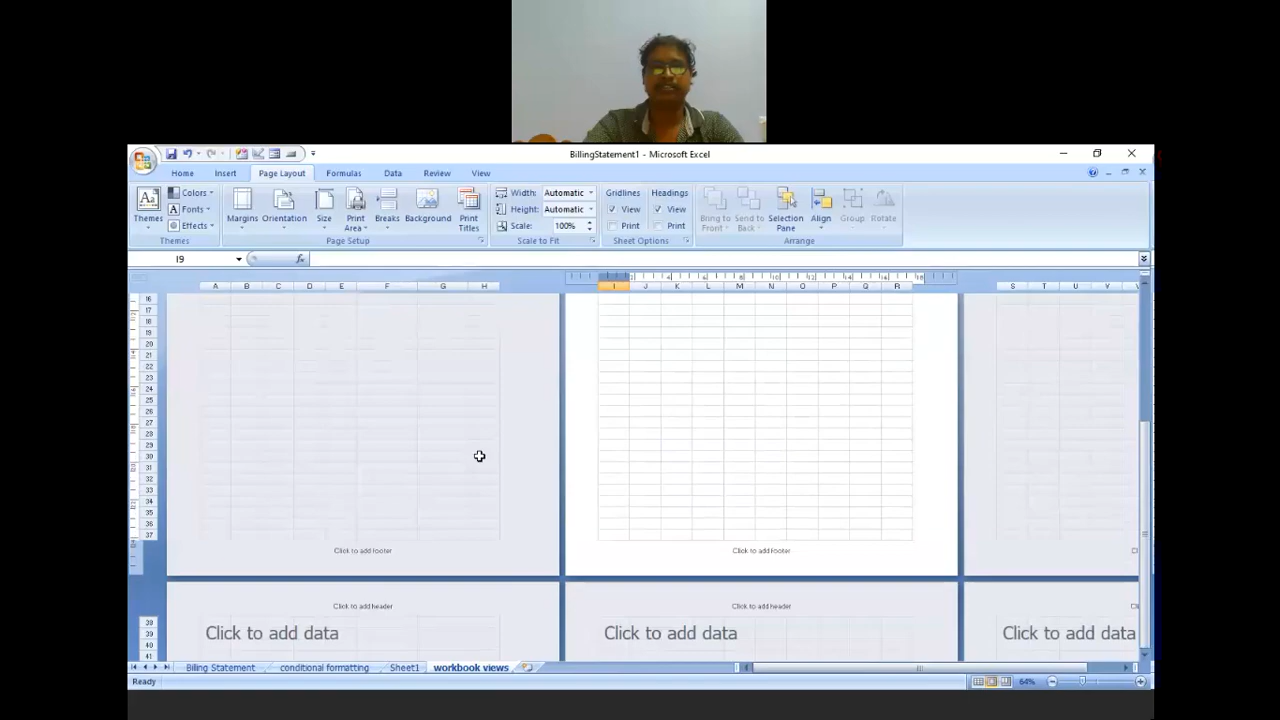 BillingStatement1 - Microsoft Excel
Home Insert Page Layout Formulas Data Review View
Themes Colors Fonts Effects Margins Orientation Size Print Area Breaks Background Print Titles Width: Automatic Height: Automatic Scale: 100% Gridlines View Print Headings View Print Bring to Front Send to Back Selection Pane Align Group Rotate
Themes Page Setup Scale to Fit Sheet Options Arrange
I9 fx
A B C D E F G H I J K L M N O P Q R S T U V
16
17
18
19
20
21
22
23
24
25
26
27
28
29
30
31
32
33
34
35
36
37
Click to add footer Click to add footer
Click to add header Click to add header
38
39 Click to add data Click to add data Click to add data
40
41
Billing Statement conditional formatting Sheet1 workbook views
Ready 64%